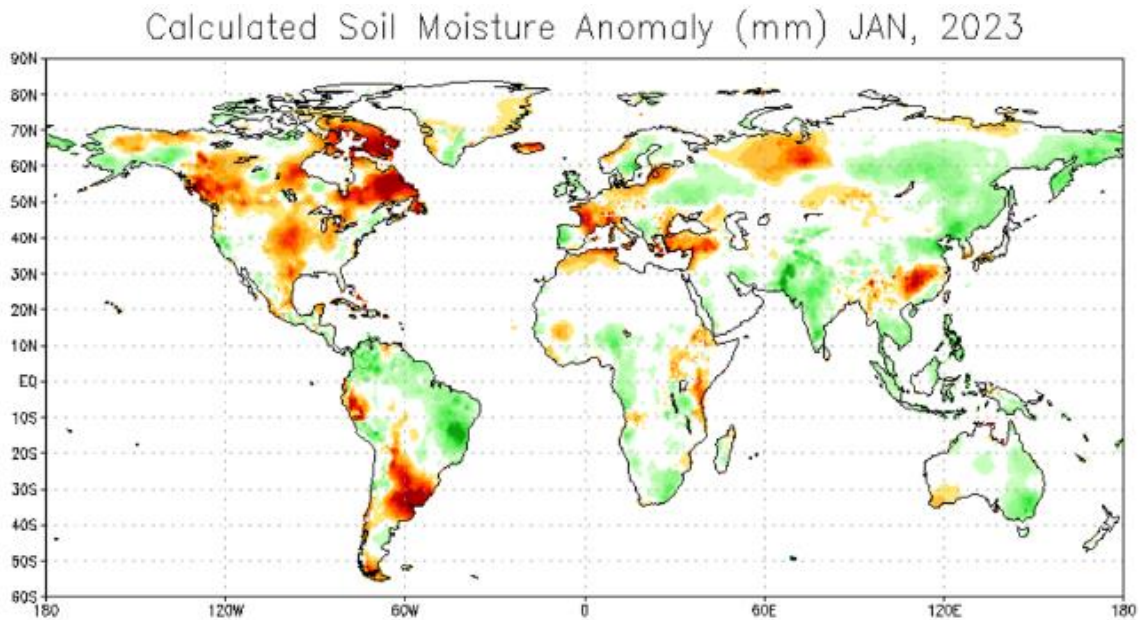 Calculated Soil Moisture Anomaly (mm) JAN, 2023
90N
80N
70N
60N
50N
40N
30N
20N
10N
EQ
10S
20S
30S
40S
50S
60S
180 120W 60W 0 60E 120E 180